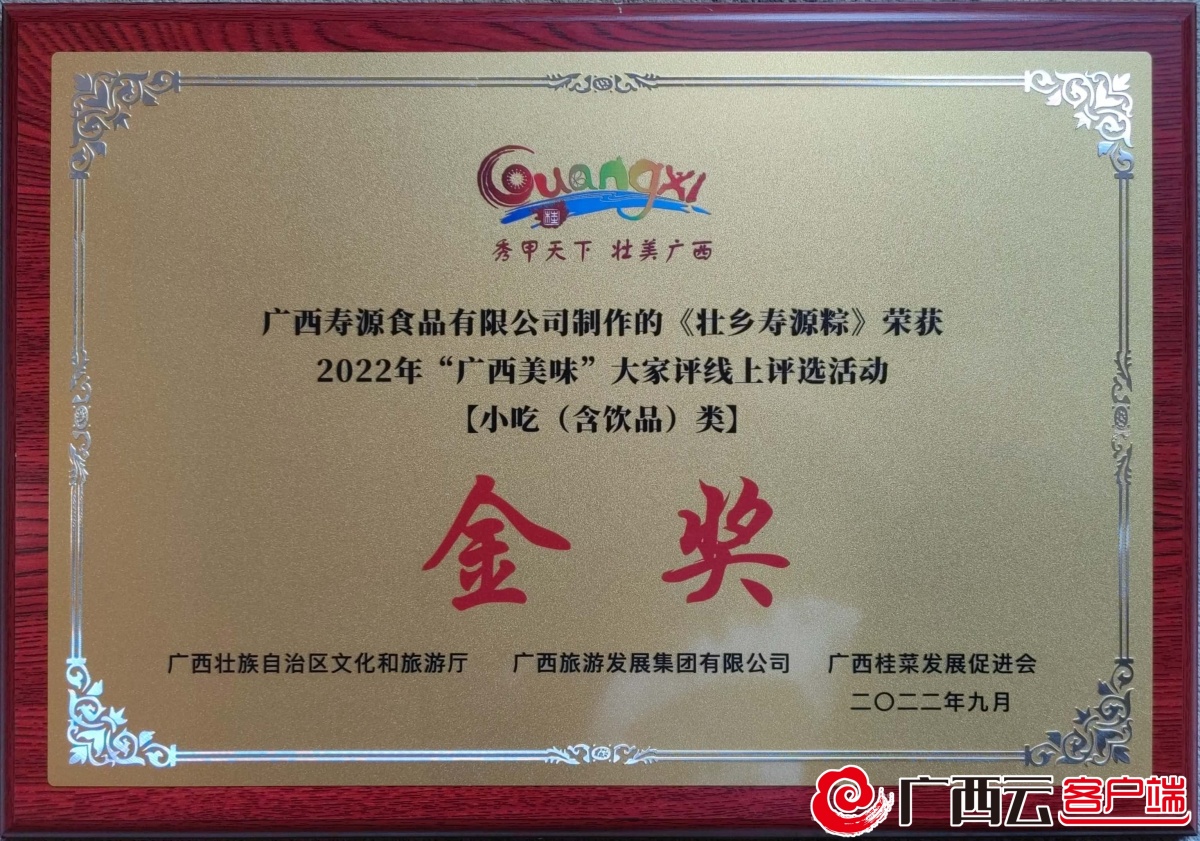 Guangxi
桂
秀甲天下 壮美广西
广西寿源食品有限公司制作的《壮乡寿源粽》荣获
2022年“广西美味”大家评线上评选活动
【小吃（含饮品）类】
金奖
广西壮族自治区文化和旅游厅 广西旅游发展集团有限公司 广西桂菜发展促进会
二〇二二年九月
广西云客户端